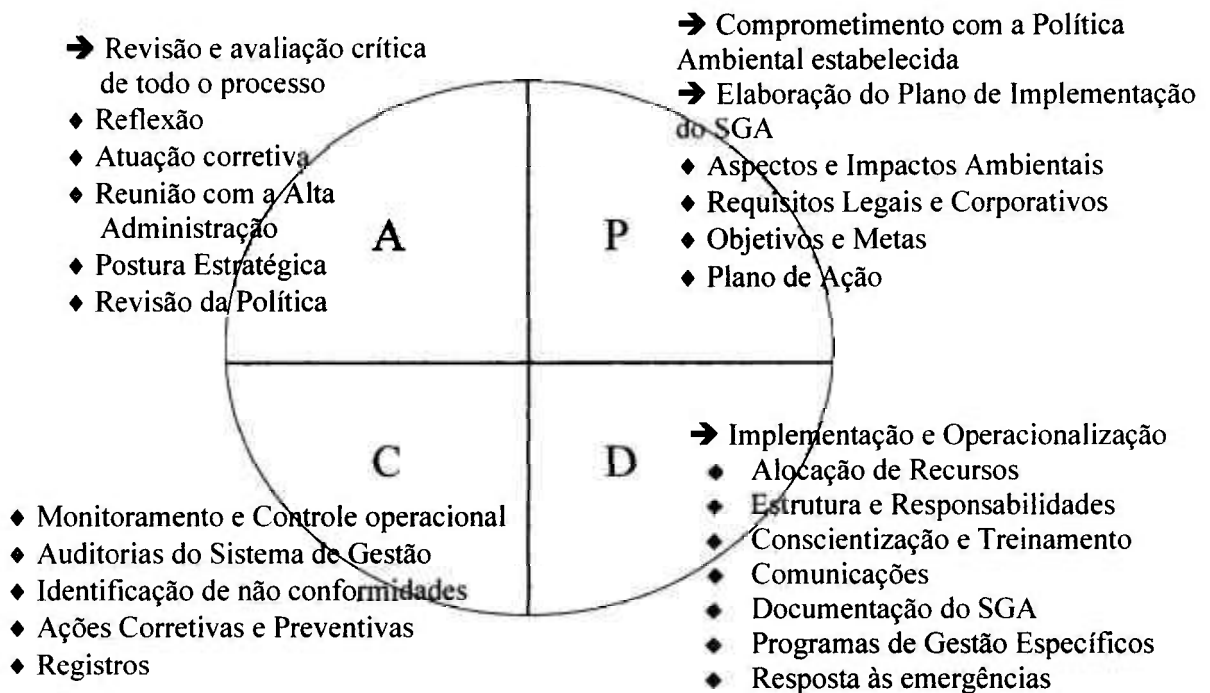 ➔ Revisão e avaliação crítica
de todo o processo
♦ Reflexão
♦ Atuação corretiva
♦ Reunião com a Alta
Administração
♦ Postura Estratégica
♦ Revisão da Política
➔ Comprometimento com a Política
Ambiental estabelecida
➔ Elaboração do Plano de Implementação
do SGA
♦ Aspectos e Impactos Ambientais
♦ Requisitos Legais e Corporativos
♦ Objetivos e Metas
♦ Plano de Ação
A
P
C
D
♦ Monitoramento e Controle operacional
♦ Auditorias do Sistema de Gestão
♦ Identificação de não conformidades
♦ Ações Corretivas e Preventivas
♦ Registros
➔ Implementação e Operacionalização
♦ Alocação de Recursos
♦ Estrutura e Responsabilidades
♦ Conscientização e Treinamento
♦ Comunicações
♦ Documentação do SGA
♦ Programas de Gestão Específicos
♦ Resposta às emergências